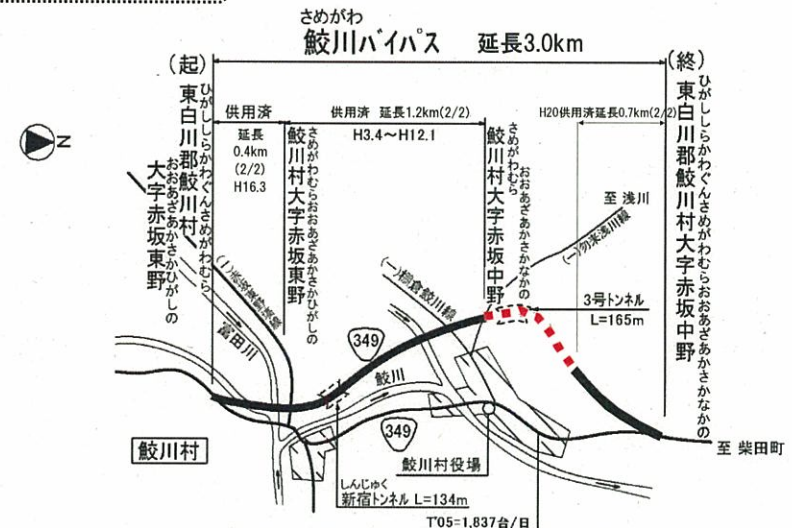 さめがわ
鮫川バイパス 延長3.0km
(起)
(終)
ひがししらかわぐんさめがわむら
東白川郡鮫川村
おおあざあかさかひがしの
大字赤坂東野
供用済
延長
0.4km
(2/2)
H16.3
供用済 延長1.2km(2/2)
H3.4~H12.1
H20供用済延長0.7km(2/2)
さめがわむらおおあざあかさかひがしの
鮫川村大字赤坂東野
さめがわむら
おおあざあかさかなかの
鮫川村大字赤坂中野
ひがししらかわぐんさめがわむらおおあざあかさかなかの
東白川郡鮫川村大字赤坂中野
N
至 浅川
(一)勿来浅川線
(一)棚倉鮫川線
富田川
3号トンネル
L=165m
349
鮫川
349
鮫川村
鮫川村役場
至 柴田町
しんじゅく
新宿トンネル L=134m
T'05=1,837台/日